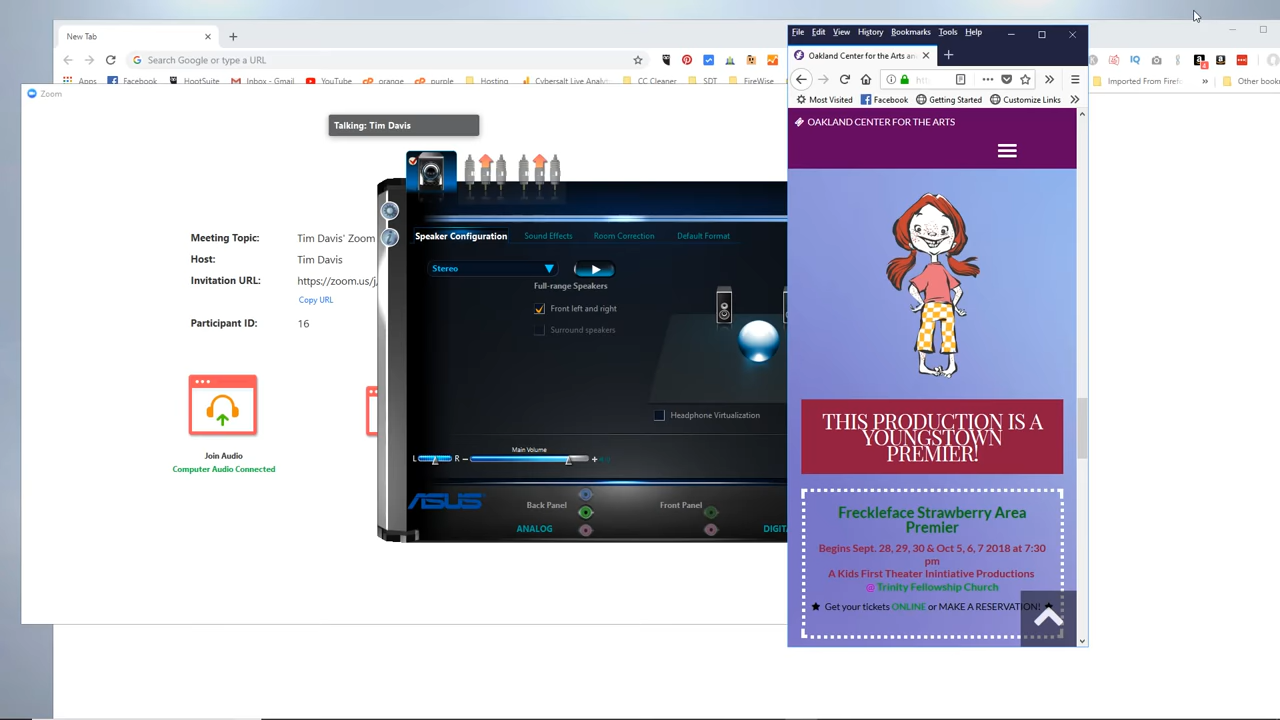 New Tab
Search Google or type a URL
Facebook
HootSuite
Inbox - Gmail
YouTube
purple
Hosting
Cybersalt Live Analy
CC Cleaner
SDT
FireWise
Imported From Firef
Other book
Zoom
Talking: Tim Davis
Meeting Topic:
Tim Davis' Zoom
Host:
Tim Davis
Invitation URL:
https://zoom.us/j,
Copy URL
Participant ID:
16
Join Audio
Computer Audio Connected
Speaker Configuration
Sound Effects
Room Correction
Default Format
Stereo
Full-range Speakers
Front left and right
Surround speakers
Headphone Virtualization
Main Volume
L
R
ASUS
Back Panel
Front Panel
ANALOG
DIGITA
File Edit View History Bookmarks Tools Help
Oakland Center for the Arts an
Most Visited
Facebook
Getting Started
Customize Links
OAKLAND CENTER FOR THE ARTS
THIS PRODUCTION IS A
YOUNGSTOWN
PREMIER!
Freckleface Strawberry Area
Premier
Begins Sept. 28, 29, 30 & Oct 5, 6, 7 2018 at 7:30
pm
A Kids First Theater Inintiative Productions
@ Trinity Fellowship Church
Get your tickets ONLINE or MAKE A RESERVATION!